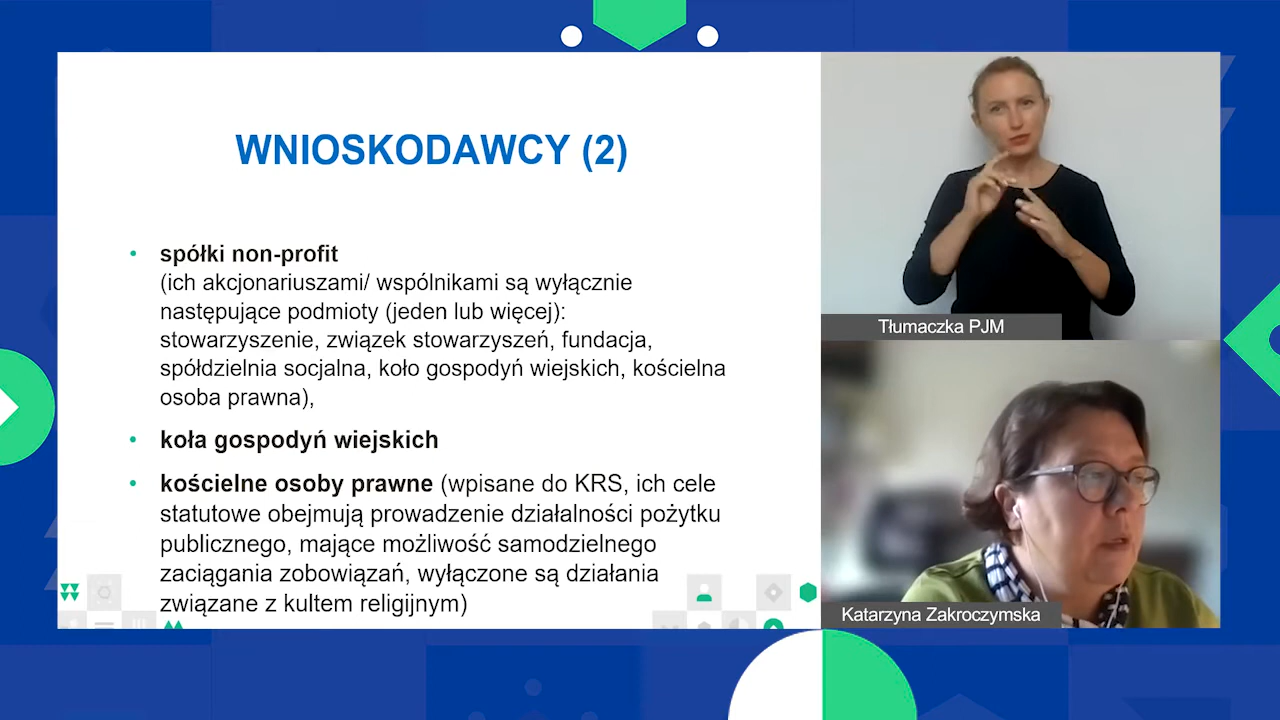 WNIOSKODAWCY (2)
• spółki non-profit
(ich akcjonariuszami/ wspólnikami są wyłącznie
następujące podmioty (jeden lub więcej):
stowarzyszenie, związek stowarzyszeń, fundacja,
spółdzielnia socjalna, koło gospodyń wiejskich, kościelna
osoba prawna),
• koła gospodyń wiejskich
• kościelne osoby prawne (wpisane do KRS, ich cele
statutowe obejmują prowadzenie działalności pożytku
publicznego, mające możliwość samodzielnego
zaciągania zobowiązań, wyłączone są działania
związane z kultem religijnym)
Tłumaczka PJM
Katarzyna Zakroczymska